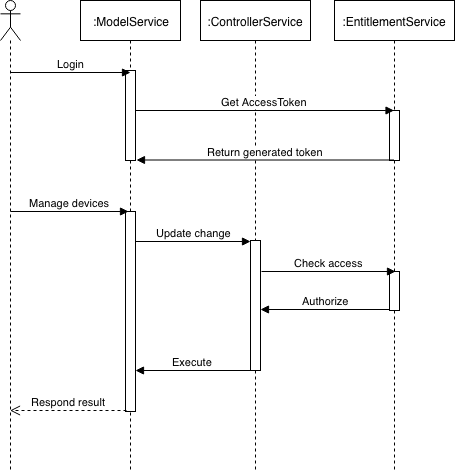 :ModelService
:ControllerService
:EntitlementService
Login
Get AccessToken
Return generated token
Manage devices
Update change
Check access
Authorize
Execute
Respond result